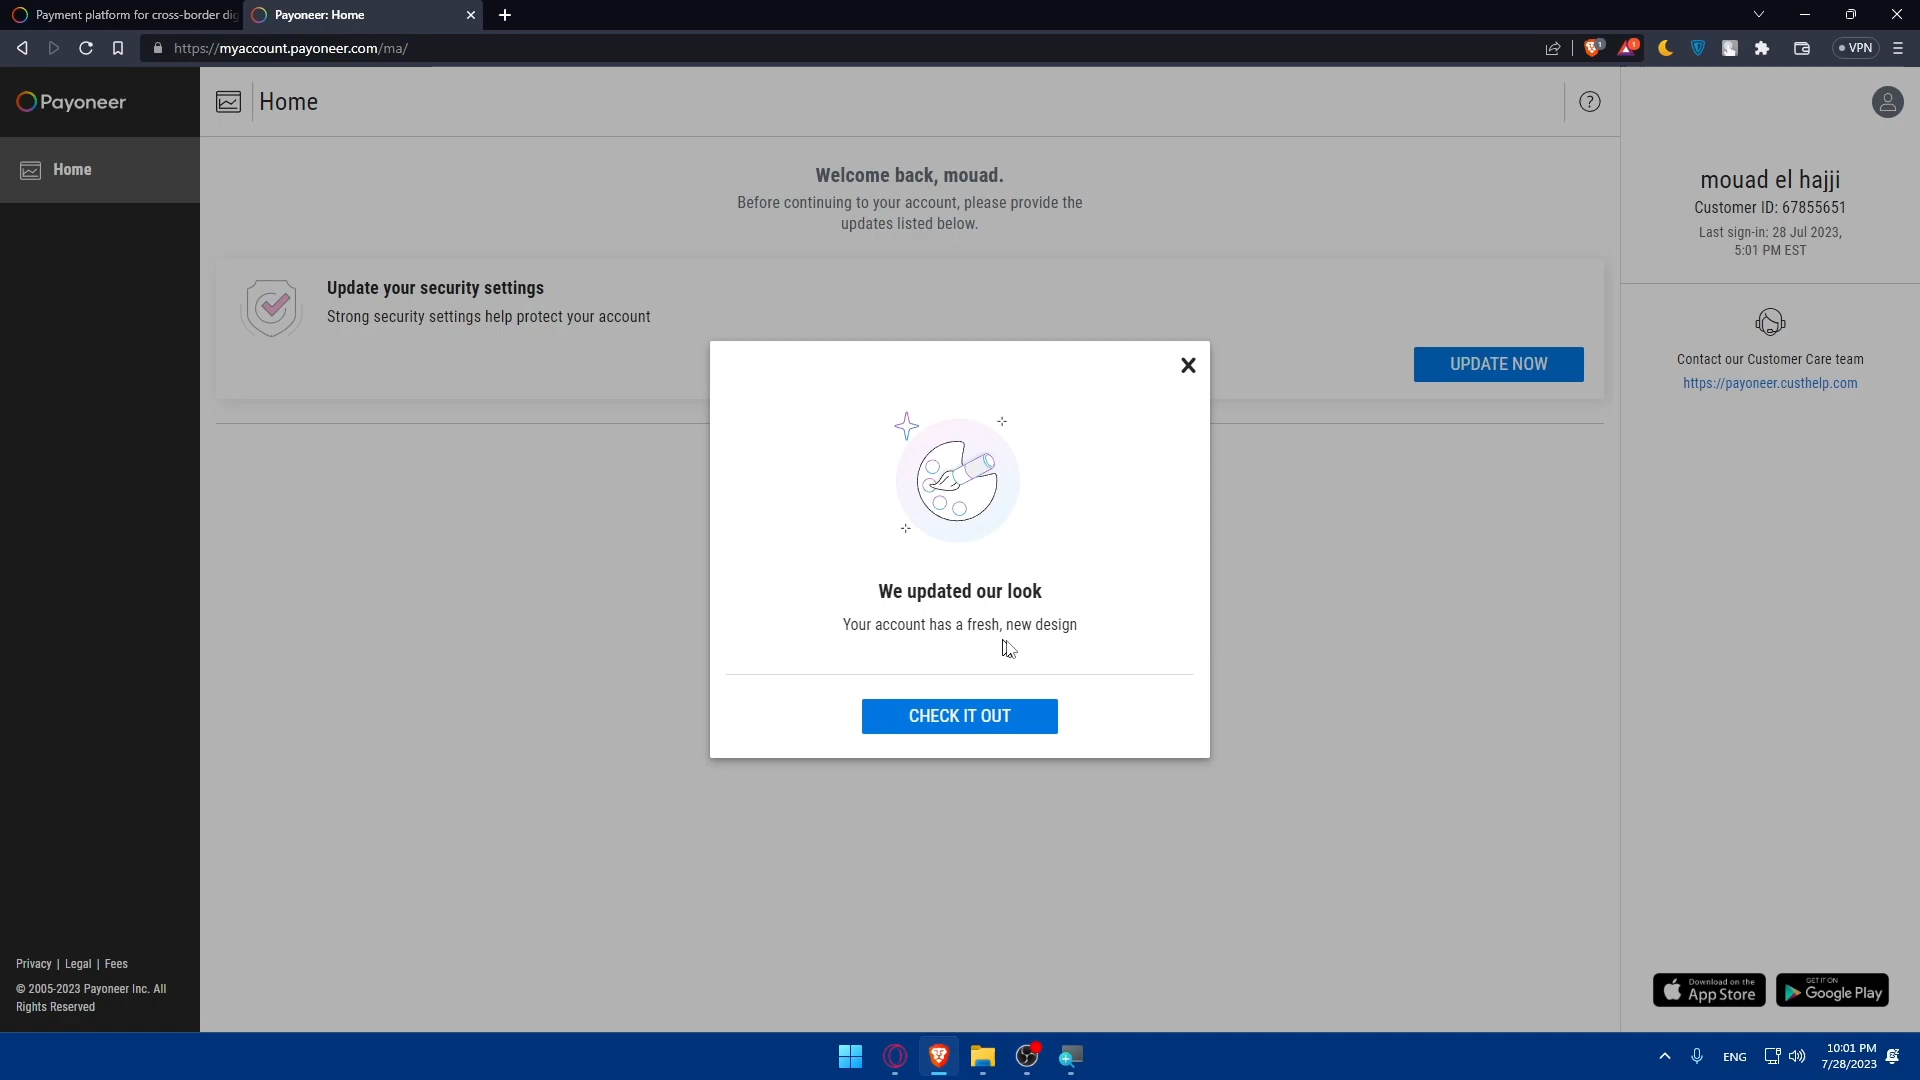 Payment platform for cross-border dig
Payoneer: Home
https://myaccount.payoneer.com/ma/
1
1
VPN
Payoneer
Home
Home
?
Welcome back, mouad.
Before continuing to your account, please provide the
updates listed below.
Update your security settings
Strong security settings help protect your account
UPDATE NOW
mouad el hajji
Customer ID: 67855651
Last sign-in: 28 Jul 2023,
5:01 PM EST
Contact our Customer Care team
https://payoneer.custhelp.com
We updated our look
Your account has a fresh, new design
CHECK IT OUT
Privacy | Legal | Fees
© 2005-2023 Payoneer Inc. All
Rights Reserved
Download on the
App Store
GET IT ON
Google Play
ENG
10:01 PM
7/28/2023